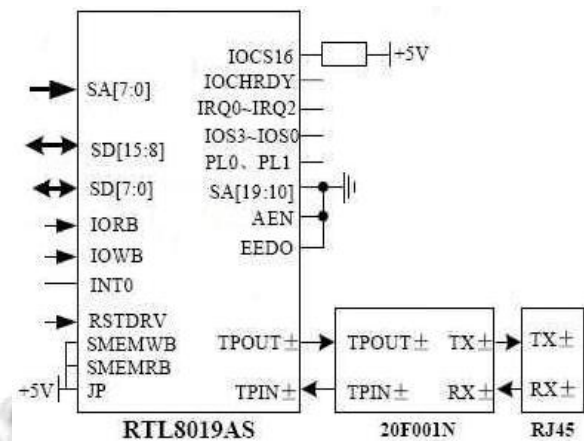 IOCS16
+5V
SA[7:0]
IOCHRDY
IRQ0~IRQ2
SD[15:8]
IOS3~IOS0
PL0、PL1
SD[7:0]
SA[19:10]
IORB
AEN
IOWB
EEDO
INT0
RSTDRV
SMEMWB
TPOUT±
TPOUT±
TX±
TX±
SMEMRB
+5V
JP
TPIN±
TPIN±
RX±
RX±
RTL8019AS
20F001N
RJ45